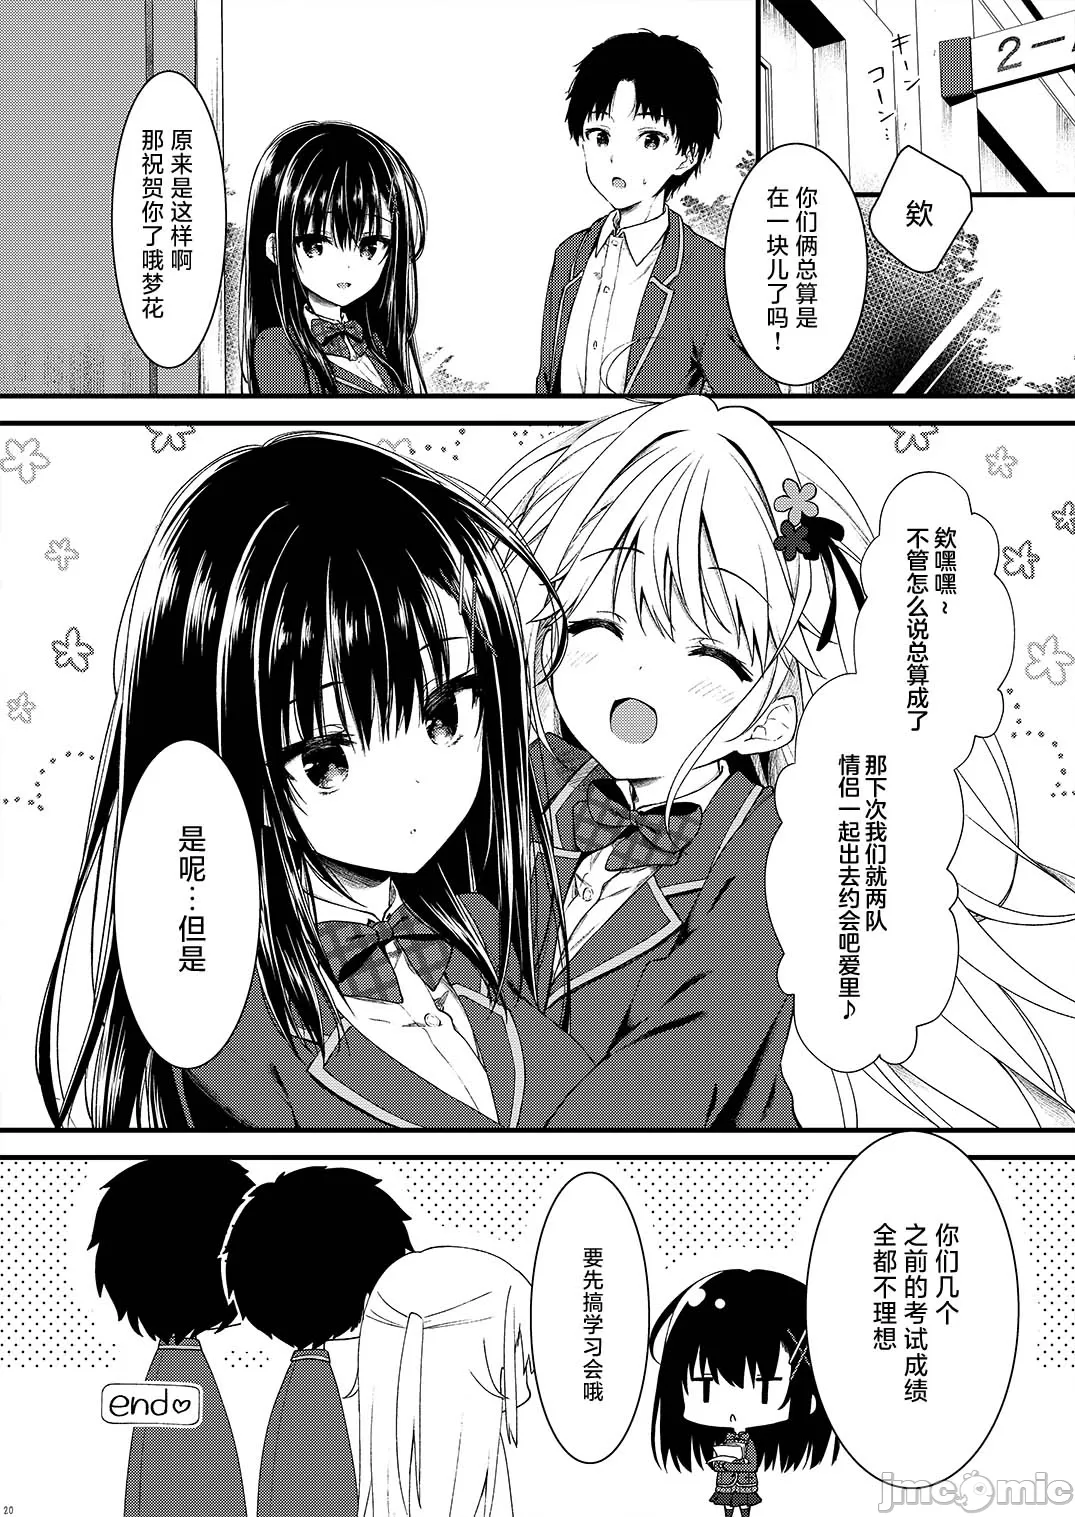 2-A
キーン
コーン…
欸
你们俩总算是
在一块儿了吗！
原来是这样啊
那祝贺你了哦梦花
欸嘿嘿~
不管怎么说总算成了
那下次我们就两队
情侣一起出去约会吧爱里♪
是呢…但是
你们几个
之前的考试成绩
全都不理想
要先搞学习会哦
end♡
20
jmcomic